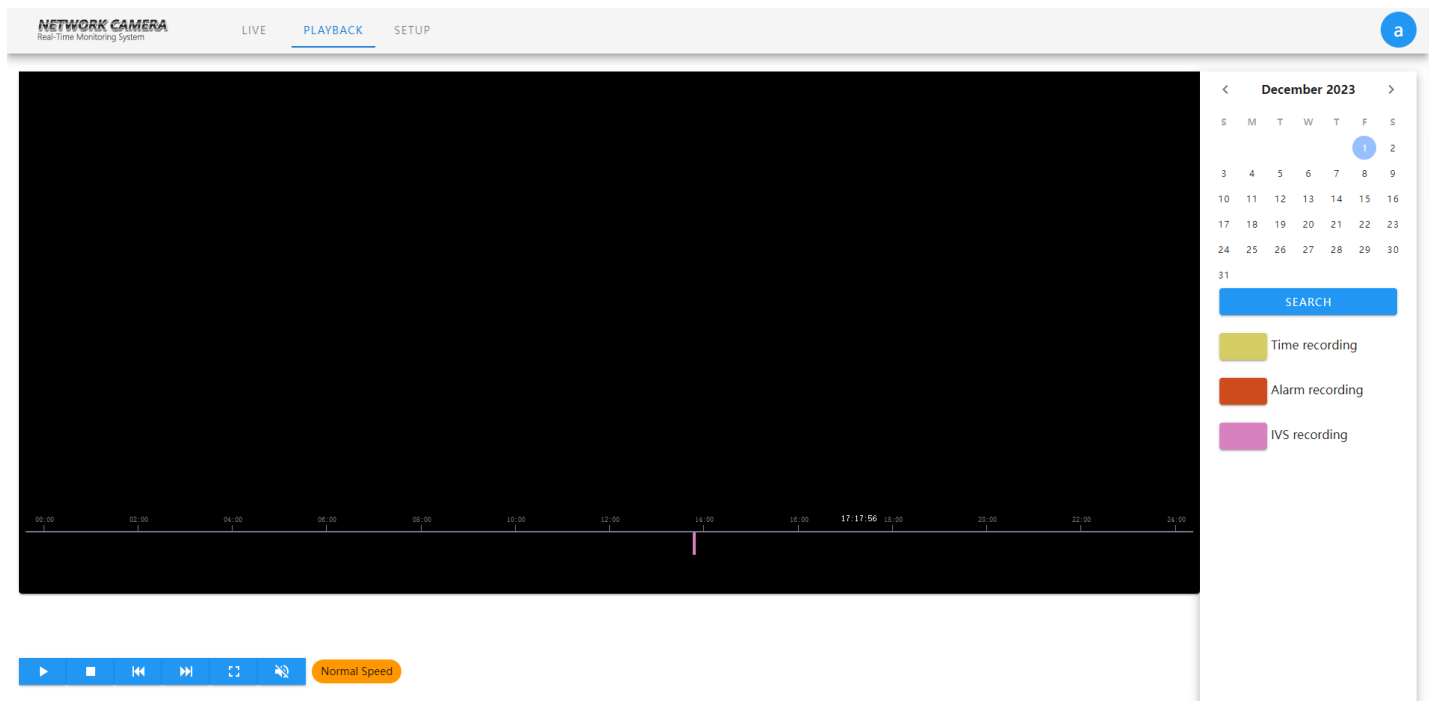 NETWORK CAMERA
Real-Time Monitoring System
LIVE PLAYBACK SETUP
a
December 2023
S M T W T F S
1 2
3 4 5 6 7 8 9
10 11 12 13 14 15 16
17 18 19 20 21 22 23
24 25 26 27 28 29 30
31
SEARCH
Time recording
Alarm recording
IVS recording
00:00 02:00 04:00 06:00 08:00 10:00 12:00 14:00 16:00 17:17:56 18:00 20:00 22:00 24:00
Normal Speed